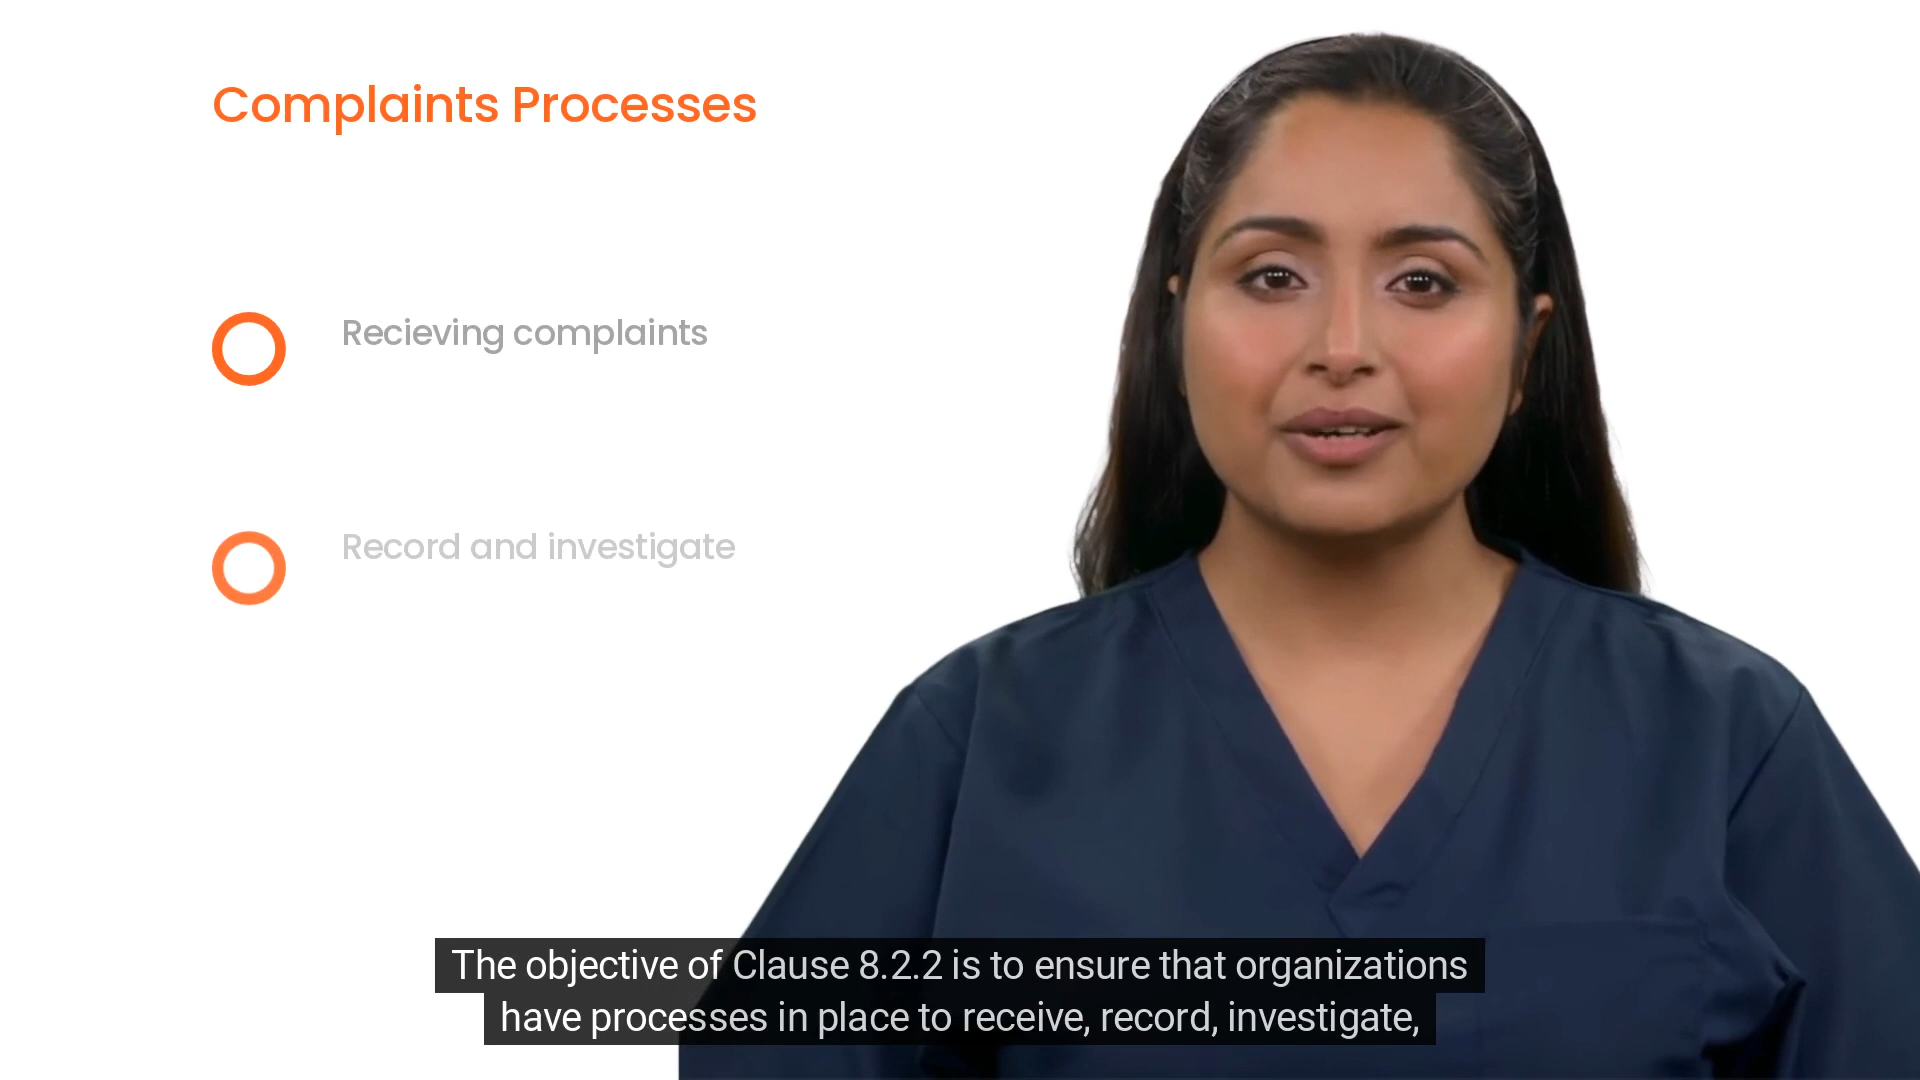 Complaints Processes
Recieving complaints
Record and investigate
The objective of Clause 8.2.2 is to ensure that organizations
have processes in place to receive, record, investigate,